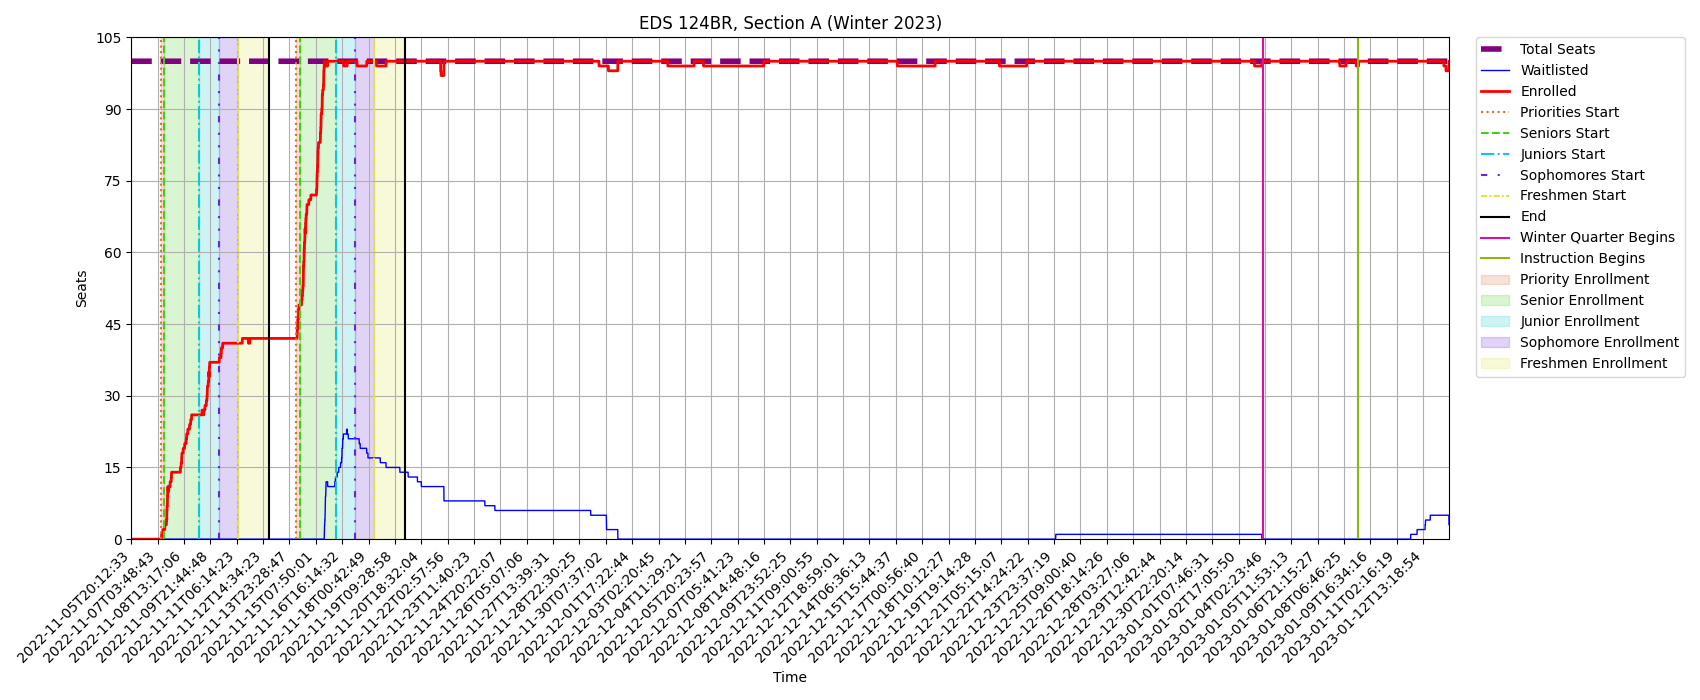 EDS 124BR, Section A (Winter 2023)
105
90
75
60
45
30
15
0
Seats
2022-11-05T20:12:33
2022-11-07T03:48:43
2022-11-08T13:17:06
2022-11-09T21:44:48
2022-11-11T06:14:23
2022-11-12T14:34:23
2022-11-13T23:28:47
2022-11-15T07:50:01
2022-11-16T16:14:32
2022-11-18T00:42:49
2022-11-19T09:28:58
2022-11-20T18:32:04
2022-11-22T02:57:56
2022-11-23T11:40:23
2022-11-24T20:22:07
2022-11-26T05:07:06
2022-11-27T13:39:31
2022-11-28T22:30:25
2022-11-30T07:37:02
2022-12-01T17:22:44
2022-12-03T02:20:45
2022-12-04T11:29:21
2022-12-05T20:23:57
2022-12-07T05:41:23
2022-12-08T14:48:16
2022-12-09T23:52:25
2022-12-11T09:00:55
2022-12-12T18:59:01
2022-12-14T06:36:13
2022-12-15T15:44:37
2022-12-17T00:56:40
2022-12-18T10:12:27
2022-12-19T19:14:28
2022-12-21T05:15:07
2022-12-22T14:24:22
2022-12-23T23:37:19
2022-12-25T09:00:40
2022-12-26T18:14:26
2022-12-28T03:27:06
2022-12-29T12:42:44
2022-12-30T22:20:14
2023-01-01T07:46:31
2023-01-02T17:05:50
2023-01-04T02:23:46
2023-01-05T11:53:13
2023-01-06T21:15:27
2023-01-08T06:46:25
2023-01-09T16:34:16
2023-01-11T02:16:19
2023-01-12T13:18:54
Time
Total Seats
Waitlisted
Enrolled
Priorities Start
Seniors Start
Juniors Start
Sophomores Start
Freshmen Start
End
Winter Quarter Begins
Instruction Begins
Priority Enrollment
Senior Enrollment
Junior Enrollment
Sophomore Enrollment
Freshmen Enrollment